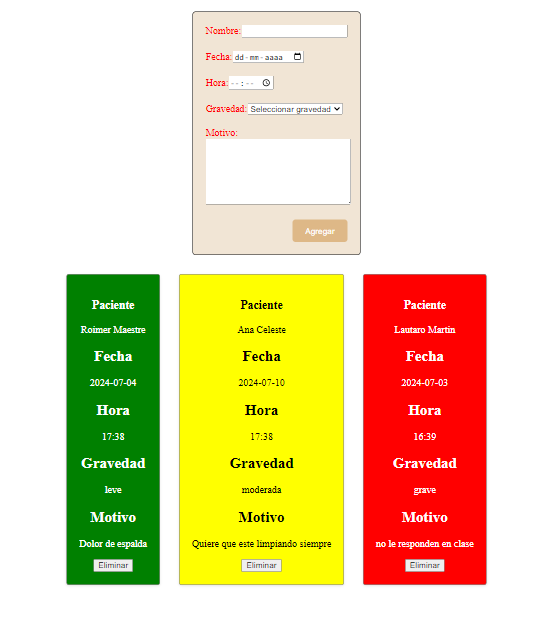 Nombre:
Fecha: dd-mm-aaaa
Hora: --:--
Gravedad: Seleccionar gravedad
Motivo:
Agregar
Paciente
Roimer Maestre
Fecha
2024-07-04
Hora
17:38
Gravedad
leve
Motivo
Dolor de espalda
Eliminar
Paciente
Ana Celeste
Fecha
2024-07-10
Hora
17:38
Gravedad
moderada
Motivo
Quiere que este limpiando siempre
Eliminar
Paciente
Lautaro Martin
Fecha
2024-07-03
Hora
16:39
Gravedad
grave
Motivo
no le responden en clase
Eliminar